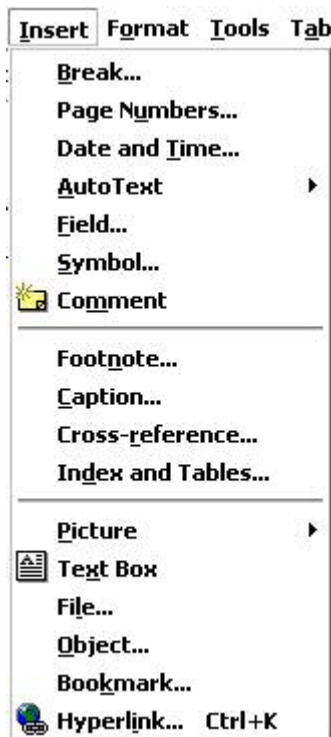 Insert Format Tools Tab
Break...
Page Numbers...
Date and Time...
AutoText
Field...
Symbol...
Comment
Footnote...
Caption...
Cross-reference...
Index and Tables...
Picture
Text Box
File...
Object...
Bookmark...
Hyperlink... Ctrl+K